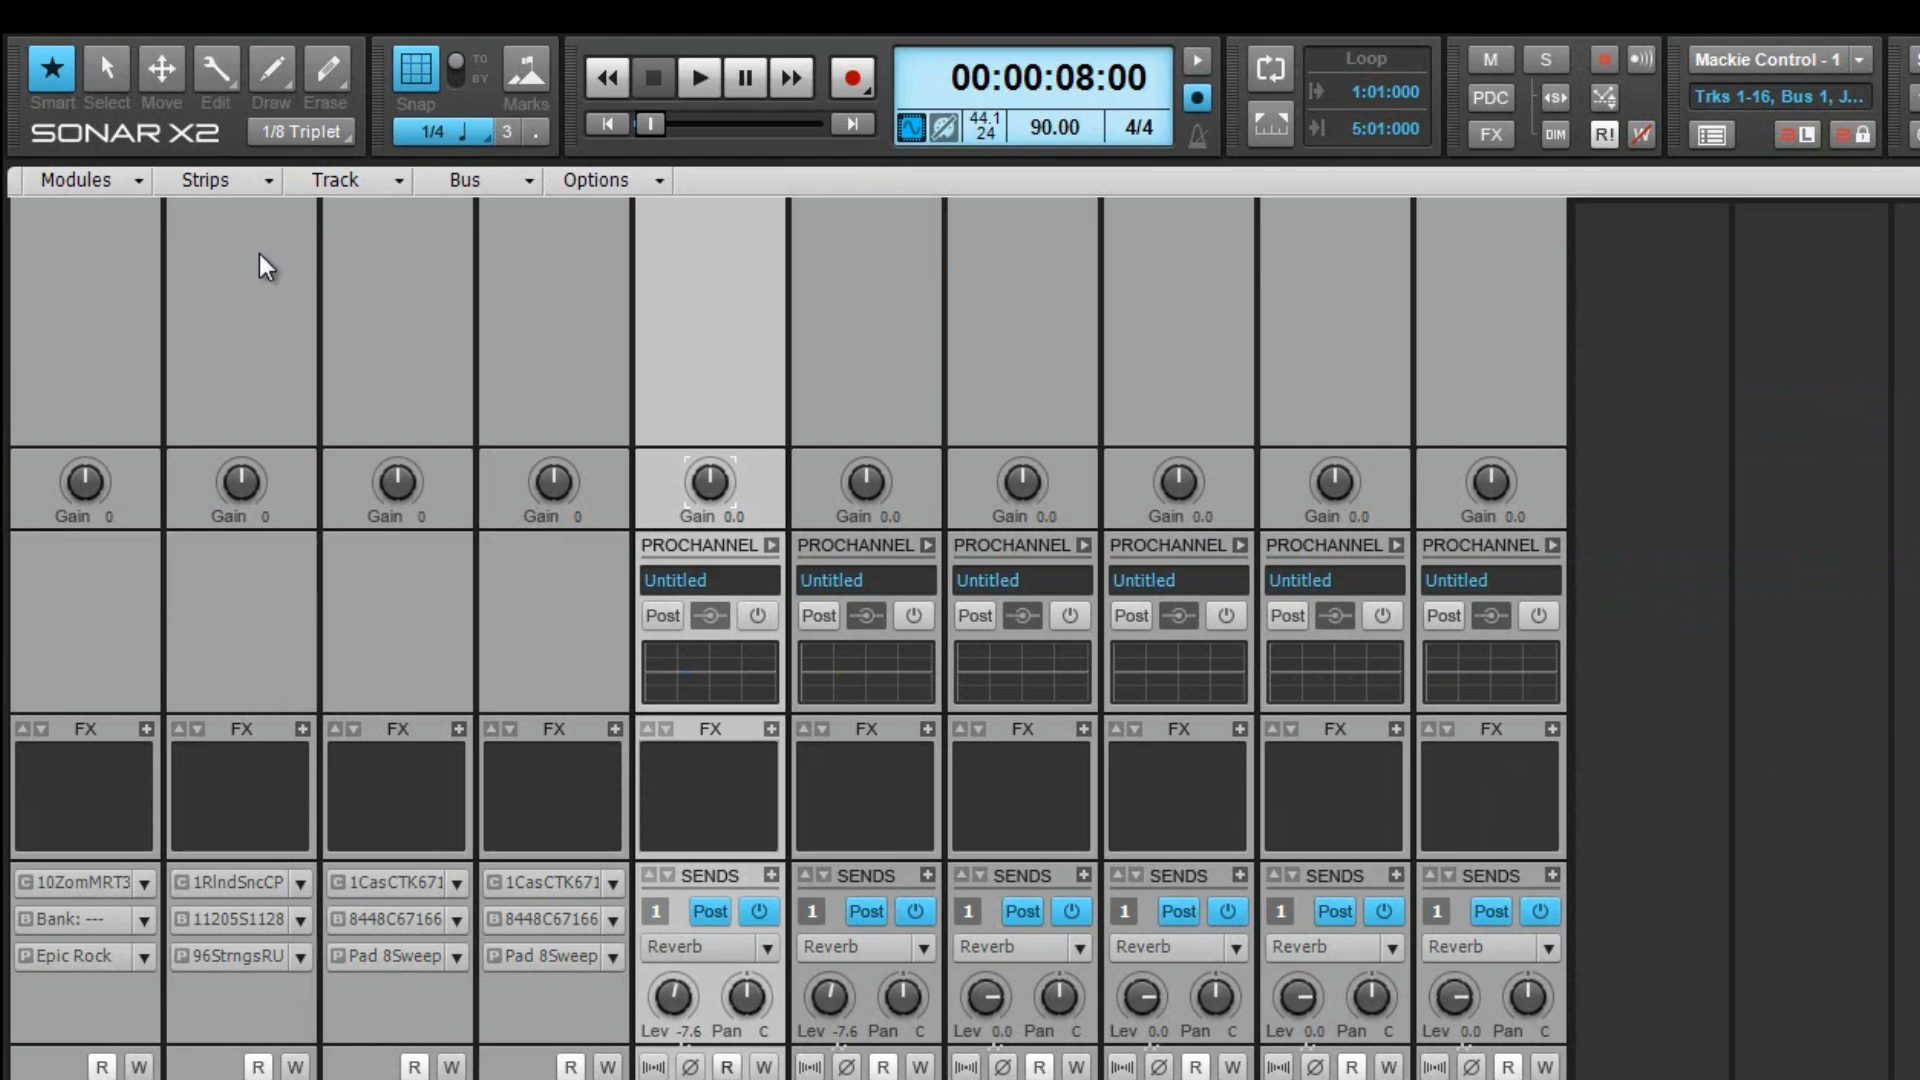 Smart Select Move Edit Draw Erase
SONAR X2 1/8 Triplet
TO
BY
Snap Marks
1/4 3 .
00:00:08:00
44.1
24 90.00 4/4
Loop
1:01:000
5:01:000
M S
PDC
FX DIM R!
Mackie Control - 1
Trks 1-16, Bus 1, J...
L
Modules Strips Track Bus Options
Gain 0 Gain 0 Gain 0 Gain 0 Gain 0.0 Gain 0.0 Gain 0.0 Gain 0.0 Gain 0.0 Gain 0.0
PROCHANNEL PROCHANNEL PROCHANNEL PROCHANNEL PROCHANNEL PROCHANNEL
Untitled Untitled Untitled Untitled Untitled Untitled
Post Post Post Post Post Post
FX FX FX FX FX FX FX FX FX FX
C 10ZomMRT3 C 1RlndSncCP C 1CasCTK671 C 1CasCTK671 SENDS SENDS SENDS SENDS SENDS SENDS
B Bank: --- B 11205S1128 B 8448C67166 B 8448C67166 1 Post 1 Post 1 Post 1 Post 1 Post 1 Post
P Epic Rock P 96StrngsRU P Pad 8Sweep P Pad 8Sweep Reverb Reverb Reverb Reverb Reverb Reverb
Lev -7.6 Pan C Lev -7.6 Pan C Lev 0.0 Pan C Lev 0.0 Pan C Lev 0.0 Pan C Lev 0.0 Pan C
R W R W R W R W R W R W R W R W R W R W